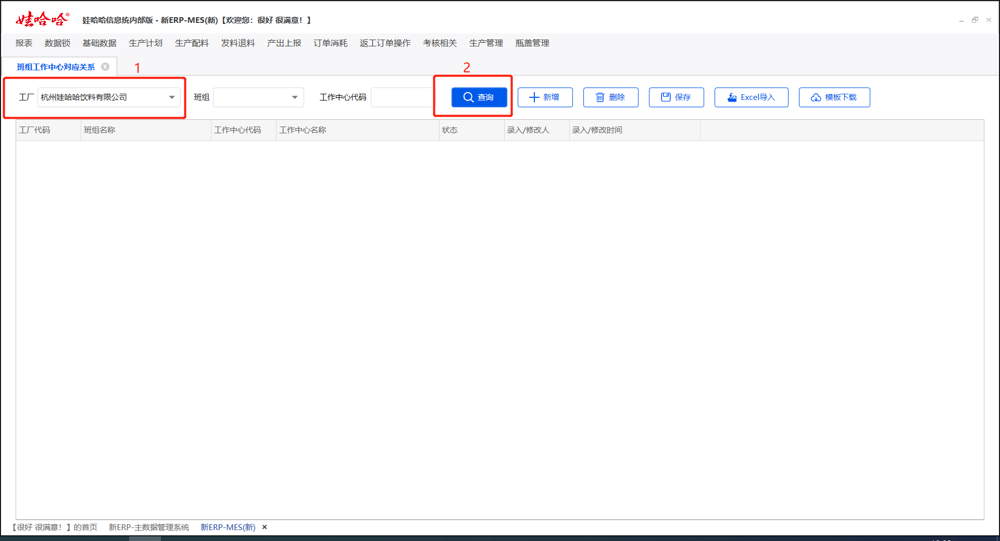 娃哈哈®
娃哈哈信息统内部版 - 新ERP-MES(新)【欢迎您：很好 很满意！】
报表 数据锁 基础数据 生产计划 生产配料 发料退料 产出上报 订单消耗 返工订单操作 考核相关 生产管理 瓶盖管理
班组工作中心对应关系 1 2
工厂 杭州娃哈哈饮料有限公司 班组 工作中心代码 查询 新增 删除 保存 Excel导入 模板下载
工厂代码 班组名称 工作中心代码 工作中心名称 状态 录入/修改人 录入/修改时间
【很好 很满意！】的首页 新ERP-主数据管理系统 新ERP-MES(新) ×